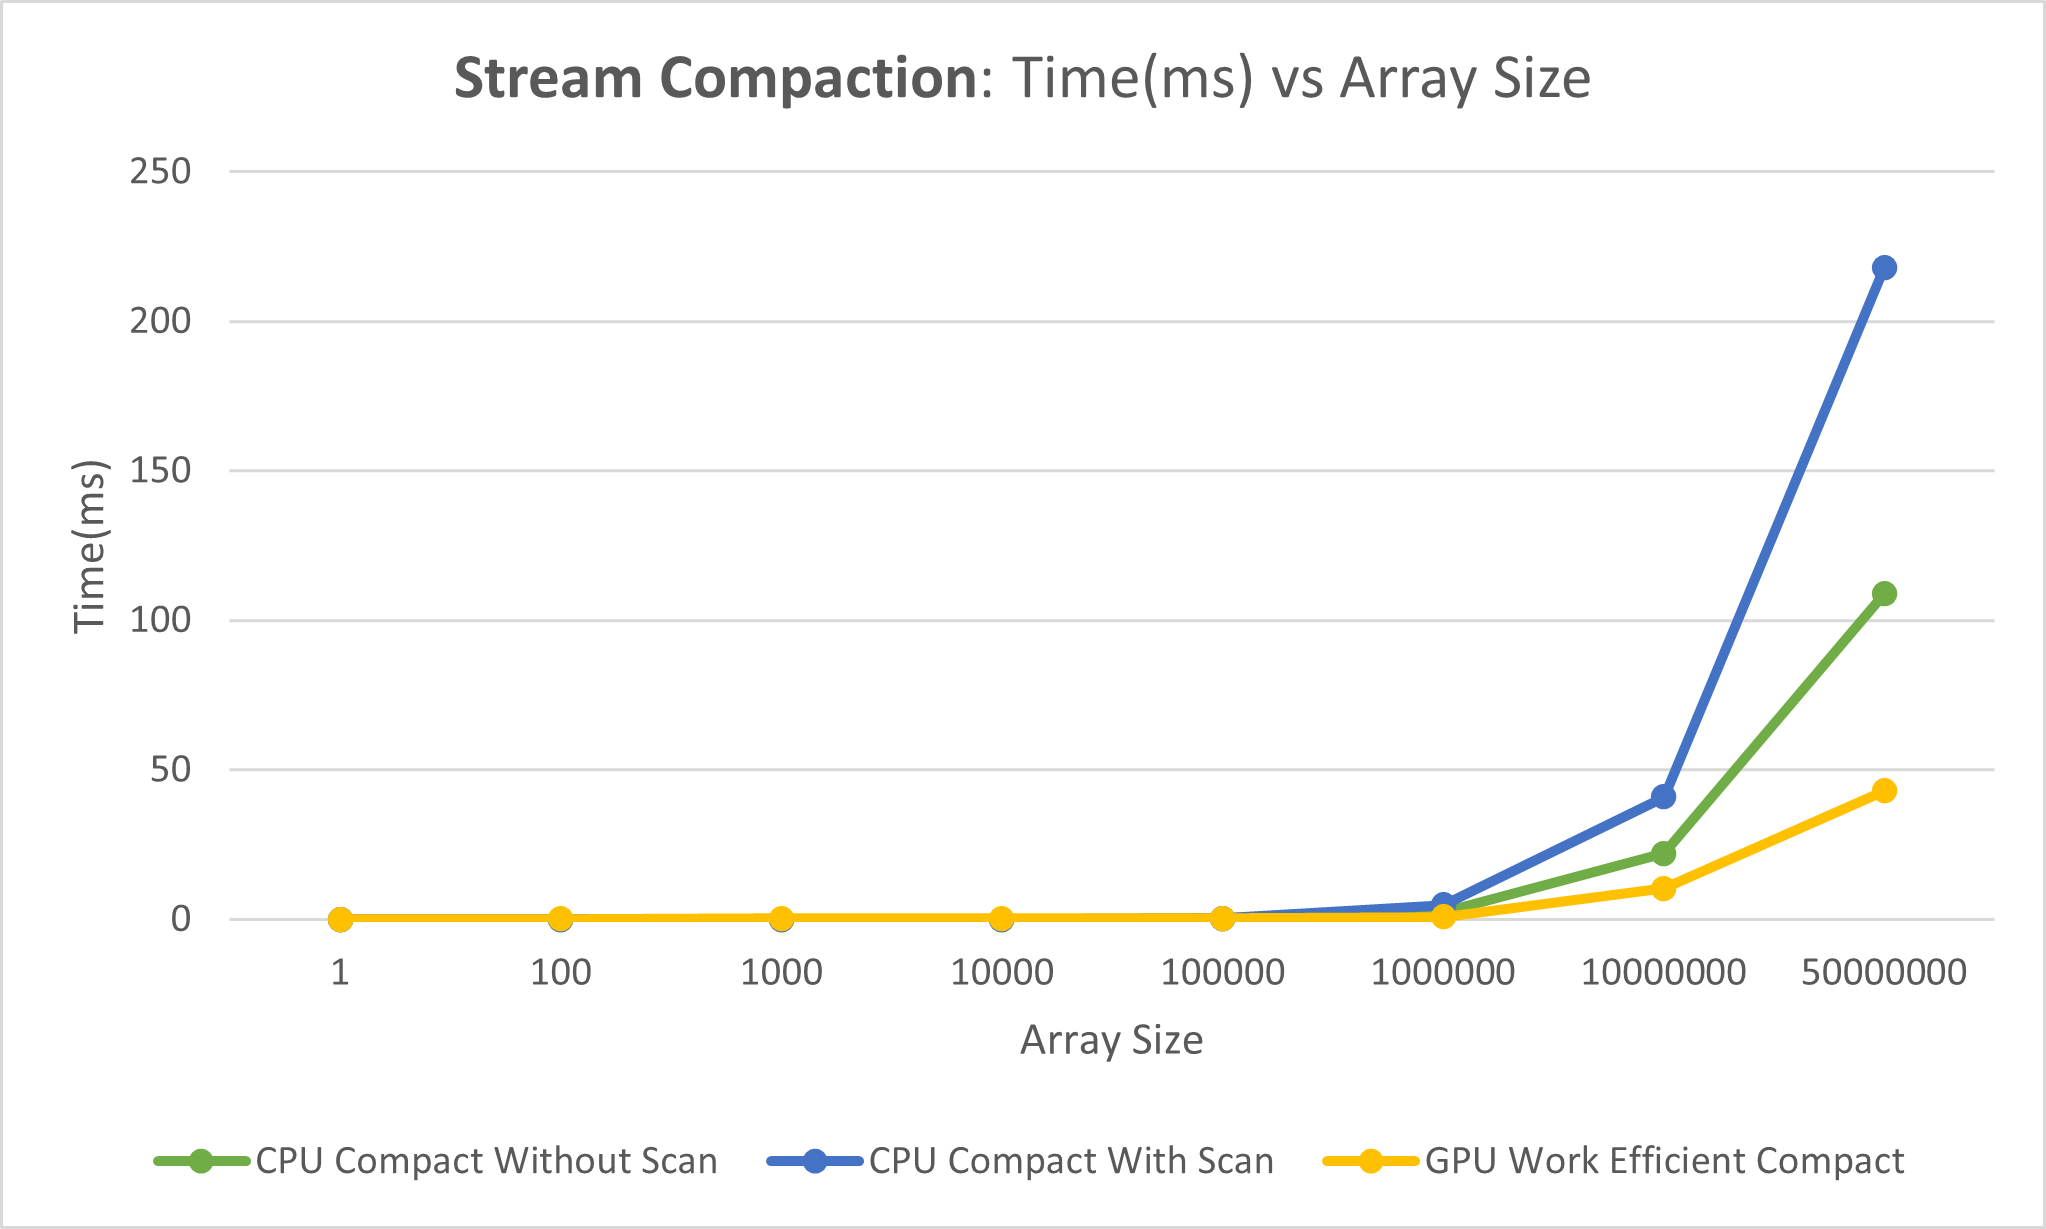 Stream Compaction: Time(ms) vs Array Size
250
200
150
100
50
0
Time(ms)
1 100 1000 10000 100000 1000000 10000000 50000000
Array Size
CPU Compact Without Scan CPU Compact With Scan GPU Work Efficient Compact